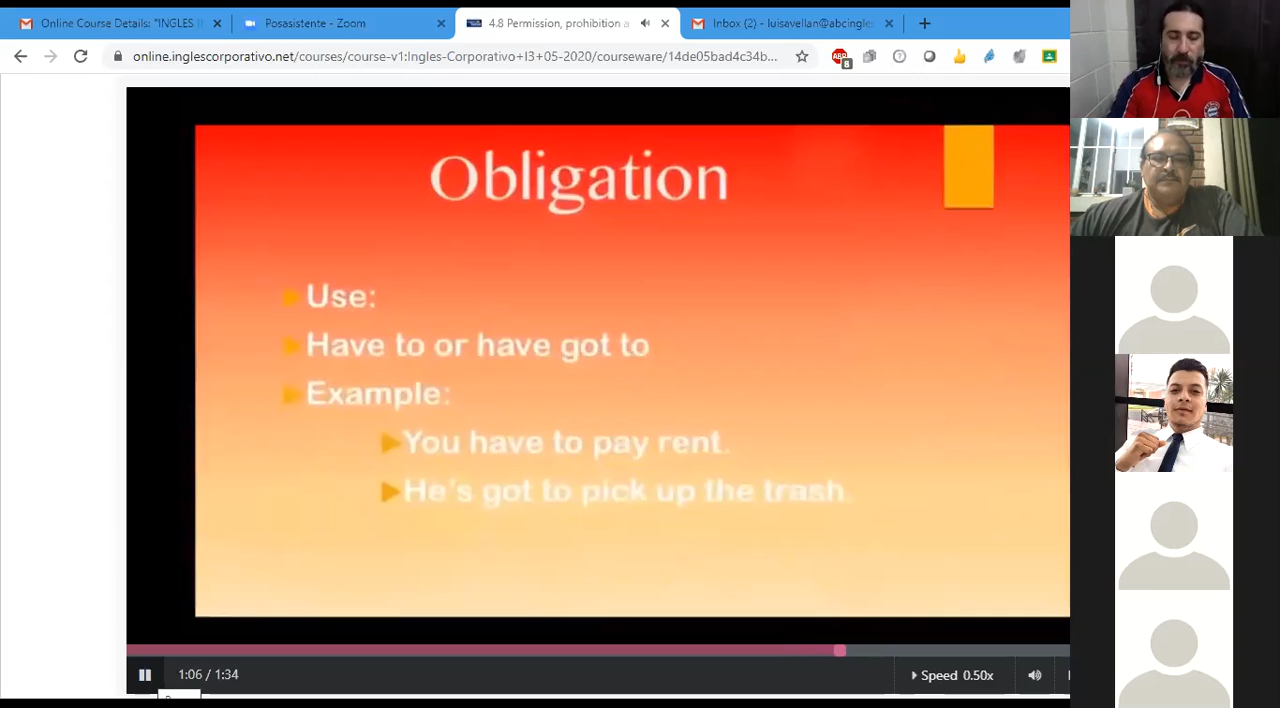 Online Course Details: "INGLES I
Posasistente - Zoom
4.8 Permission, prohibition a
Inbox (2) - luisavellan@abcingles
online.inglescorporativo.net/courses/course-v1:Ingles-Corporativo+I3+05-2020/courseware/14de05bad4c34b...
8
Obligation
Use:
Have to or have got to
Example:
You have to pay rent.
He's got to pick up the trash.
1:06 / 1:34
Speed 0.50x